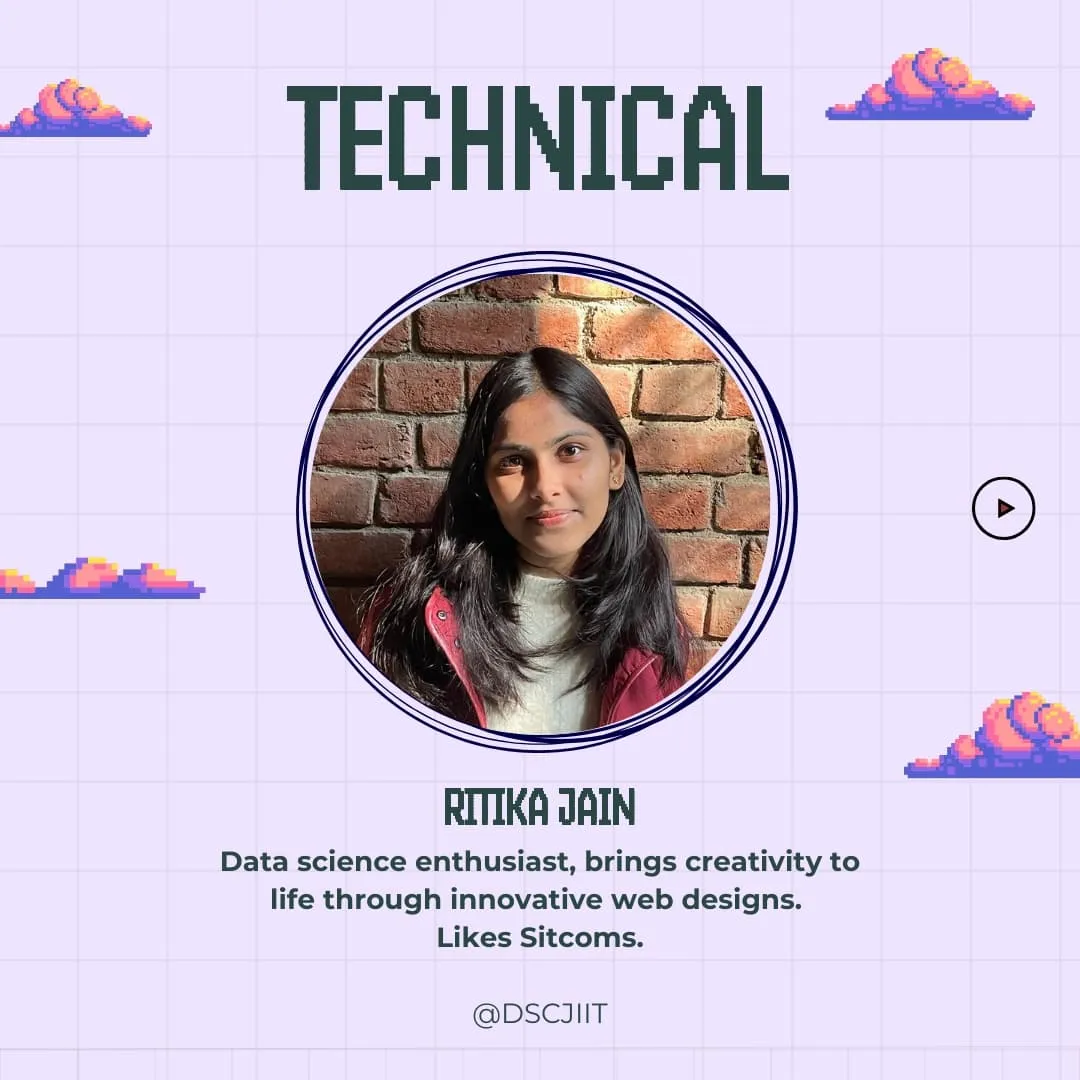 TECHNICAL
RITIKA JAIN
Data science enthusiast, brings creativity to
life through innovative web designs.
Likes Sitcoms.
@DSCJIIT